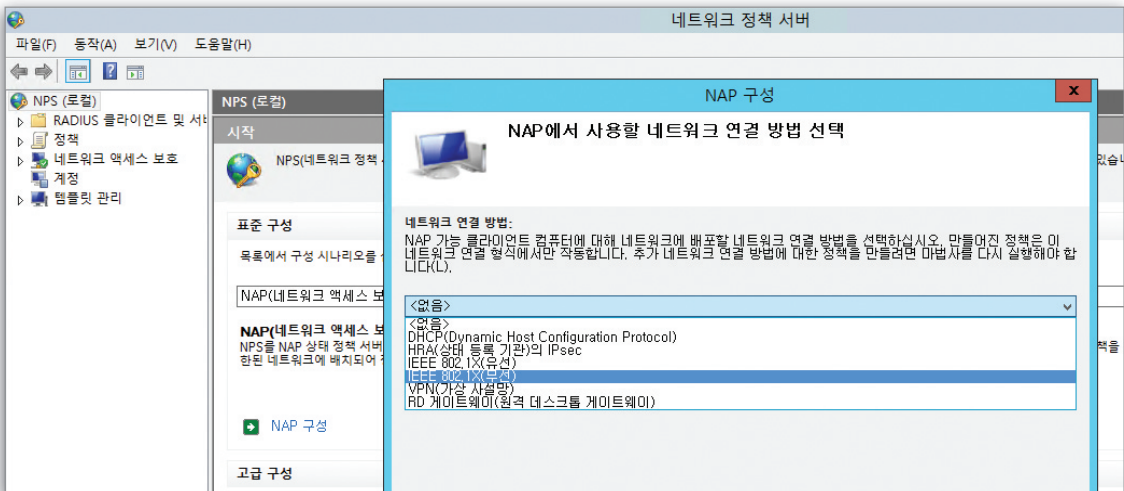 네트워크 정책 서버
파일(F) 동작(A) 보기(V) 도움말(H)
NPS (로컬)
RADIUS 클라이언트 및 서버
정책
네트워크 액세스 보호
계정
템플릿 관리
NPS (로컬)
시작
NPS(네트워크 정책
있습니
표준 구성
목록에서 구성 시나리오를
NAP(네트워크 액세스 보
NAP(네트워크 액세스 보
NPS를 NAP 상태 정책 서버
한된 네트워크에 배치되어
책을
NAP 구성
고급 구성
NAP 구성
x
NAP에서 사용할 네트워크 연결 방법 선택
네트워크 연결 방법:
NAP 가능 클라이언트 컴퓨터에 대해 네트워크에 배포할 네트워크 연결 방법을 선택하십시오. 만들어진 정책은 이
네트워크 연결 형식에서만 작동합니다. 추가 네트워크 연결 방법에 대한 정책을 만들려면 마법사를 다시 실행해야 합
니다(L).
<없음>
<없음>
DHCP(Dynamic Host Configuration Protocol)
HRA(상태 등록 기관)의 IPsec
IEEE 802.1X(유선)
IEEE 802.1X(무선)
VPN(가상 사설망)
RD 게이트웨이(원격 데스크톱 게이트웨이)